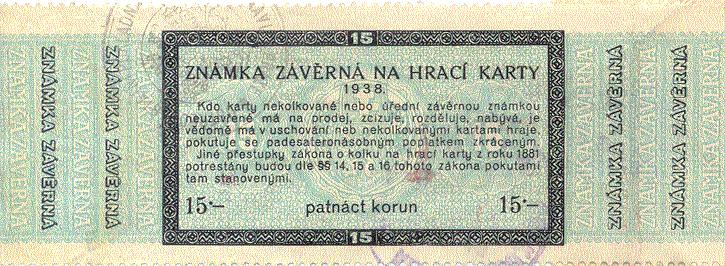 15
ZNÁMKA ZÁVĚRNÁ
ZNÁMKA ZÁVĚRNÁ
ZNÁMKA ZÁVĚRNÁ NA HRACÍ KARTY
1938.
Kdo karty nekolkované nebo úřední závěrnou známkou
neuzavřené má na prodej, zcizuje, rozděluje, nabývá, je
vědomě má v uschování neb nekolkovanými kartami hraje,
pokutuje se padesateronásobným poplatkem zkráceným.
Jiné přestupky zákona o kolku na hrací karty z roku 1881
potrestány budou dle §§ 14, 15 a 16 tohoto zákona pokutami
tam stanovenými.
15·— patnáct korun 15·—
15
ZNÁMKA ZÁVĚRNÁ
ZNÁMKA ZÁVĚRNÁ